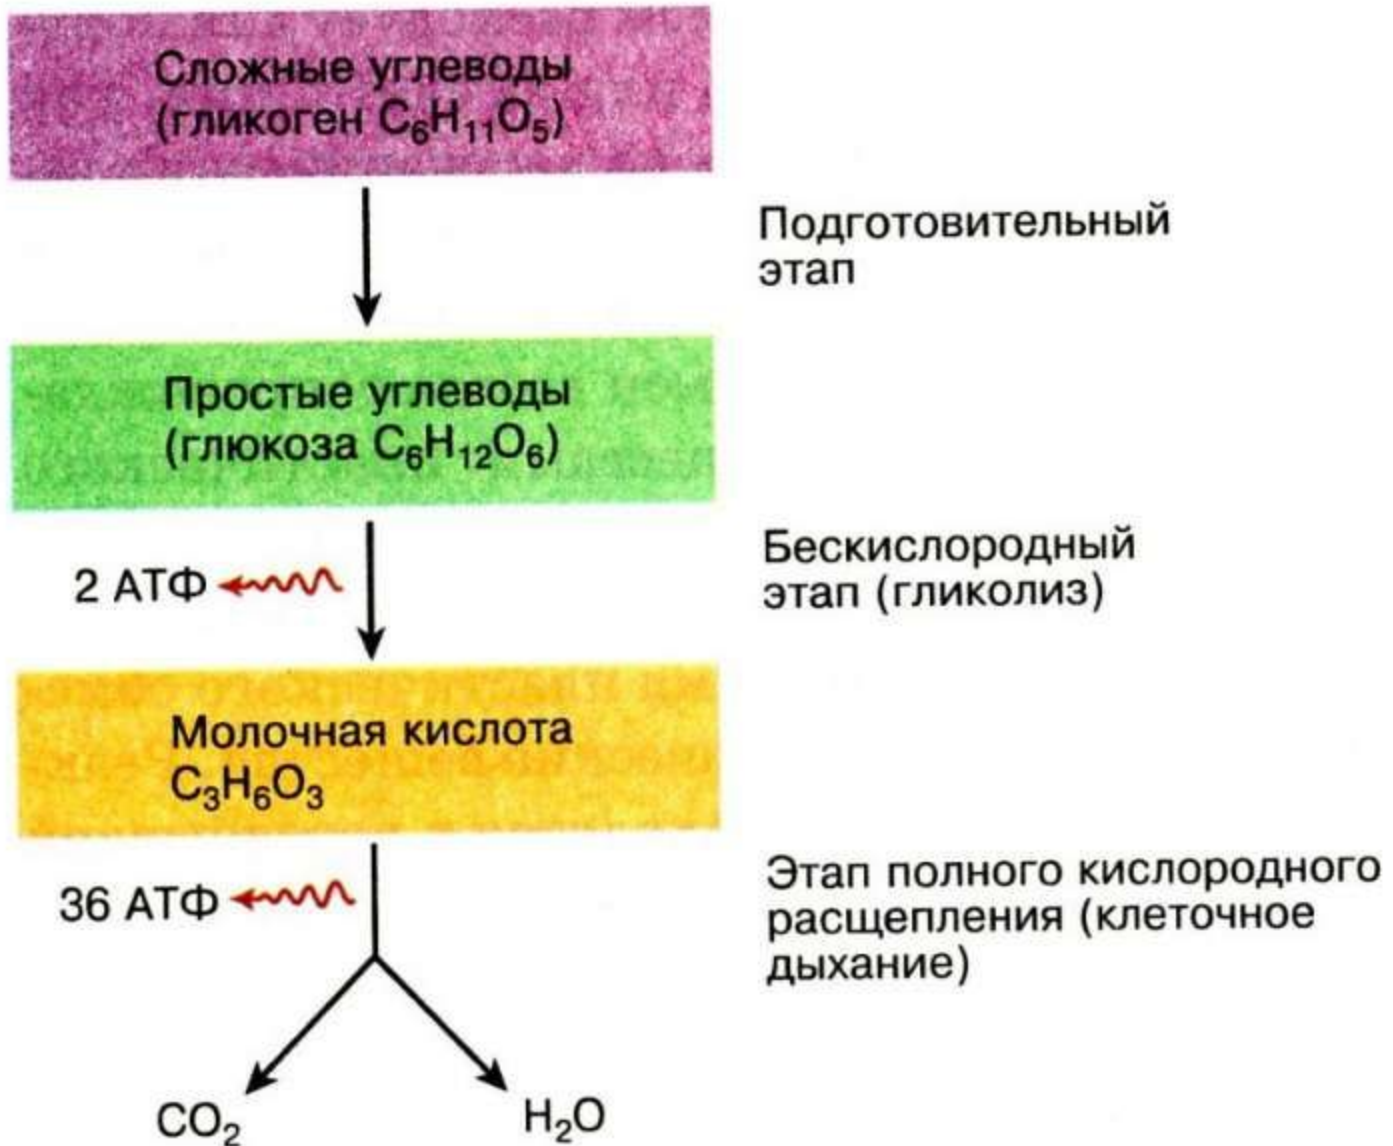 Сложные углеводы
(гликоген C₆H₁₁O₅)
Подготовительный
этап
Простые углеводы
(глюкоза C₆H₁₂O₆)
2 АТФ
Бескислородный
этап (гликолиз)
Молочная кислота
C₃H₆O₃
36 АТФ
Этап полного кислородного
расщепления (клеточное
дыхание)
CO₂
H₂O